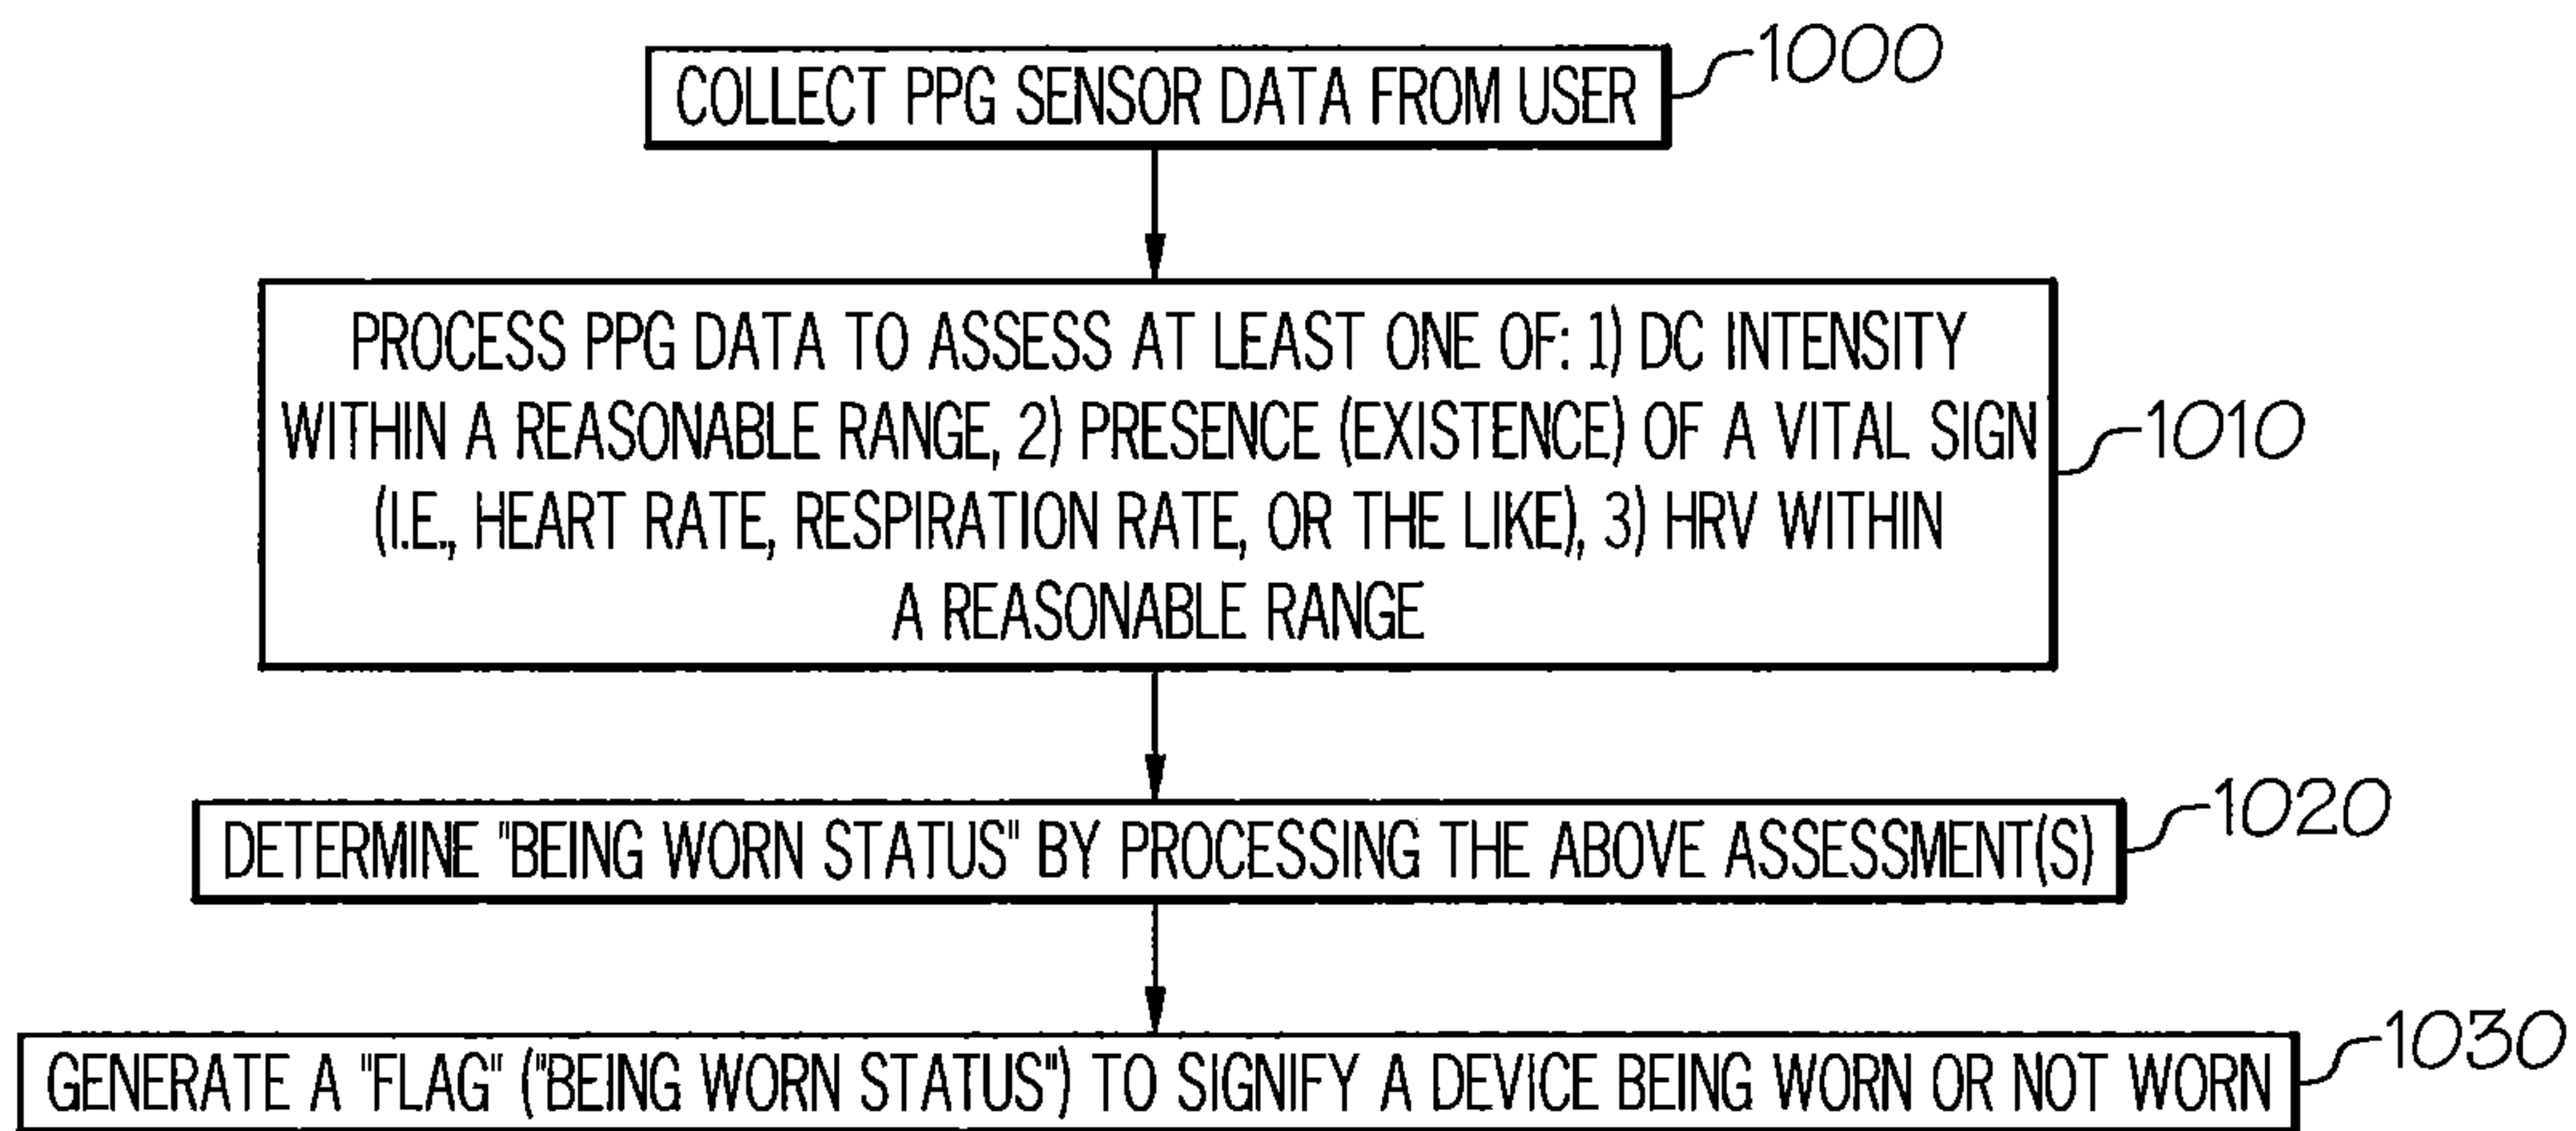 COLLECT PPG SENSOR DATA FROM USER
1000
PROCESS PPG DATA TO ASSESS AT LEAST ONE OF: 1) DC INTENSITY
WITHIN A REASONABLE RANGE, 2) PRESENCE (EXISTENCE) OF A VITAL SIGN
(I.E., HEART RATE, RESPIRATION RATE, OR THE LIKE), 3) HRV WITHIN
A REASONABLE RANGE
1010
DETERMINE "BEING WORN STATUS" BY PROCESSING THE ABOVE ASSESSMENT(S)
1020
GENERATE A "FLAG" ("BEING WORN STATUS") TO SIGNIFY A DEVICE BEING WORN OR NOT WORN
1030